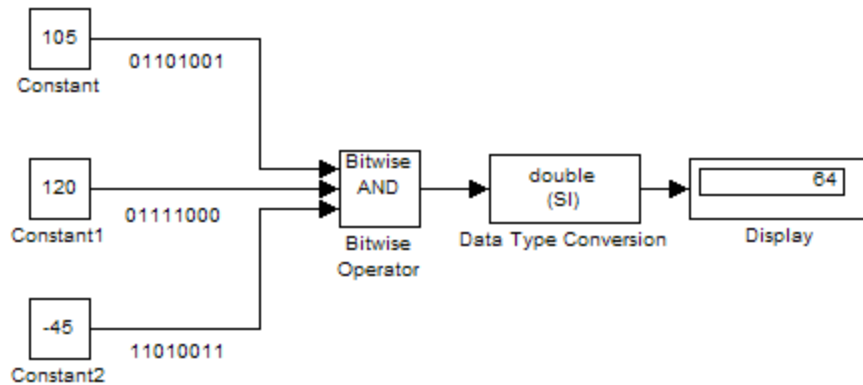 105
01101001
Constant
120
01111000
Constant1
-45
11010011
Constant2
Bitwise
AND
Bitwise
Operator
double
(SI)
Data Type Conversion
64
Display